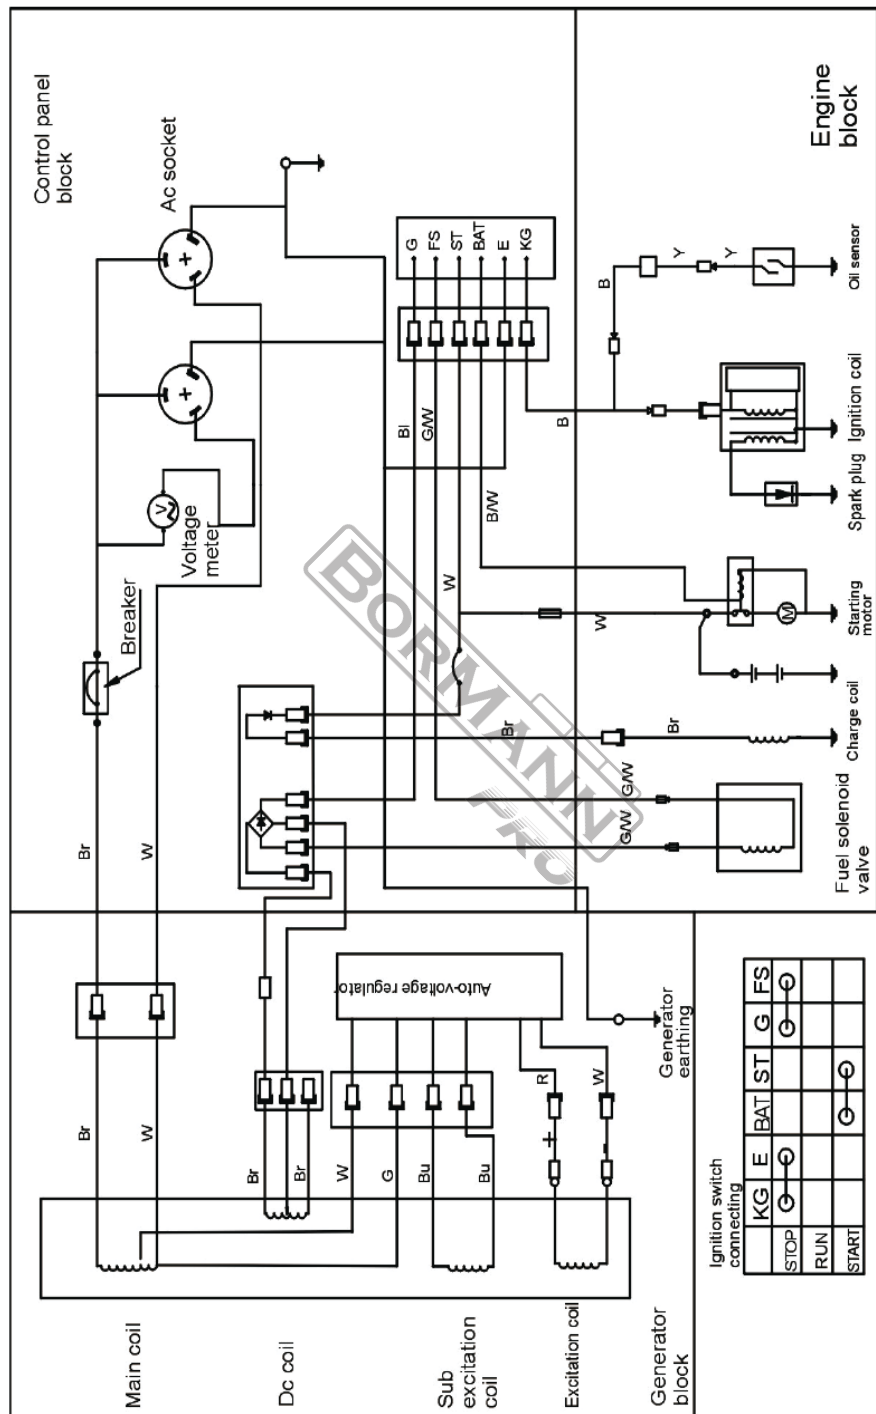 Control panel
block
Ac socket
Voltage
meter
V
Breaker
Br
W
Br
W
G
FS
ST
BAT
E
KG
Bl
G/W
B/W
W
B
B
Y
Y
W
Br
Br
G/W
G/W
M
Engine
block
Oil sensor
Ignition coil
Spark plug
Starting
motor
Charge coil
Fuel solenoid
valve
BORMANN
PRO
Auto-voltage regulator
Generator
earthing
Br
Br
W
G
Bu
Bu
R
W
+
-
Main coil
Dc coil
Sub
excitation
coil
Excitation coil
Generator
block
Ignition switch
connecting
KG E BAT ST G FS
STOP
RUN
START